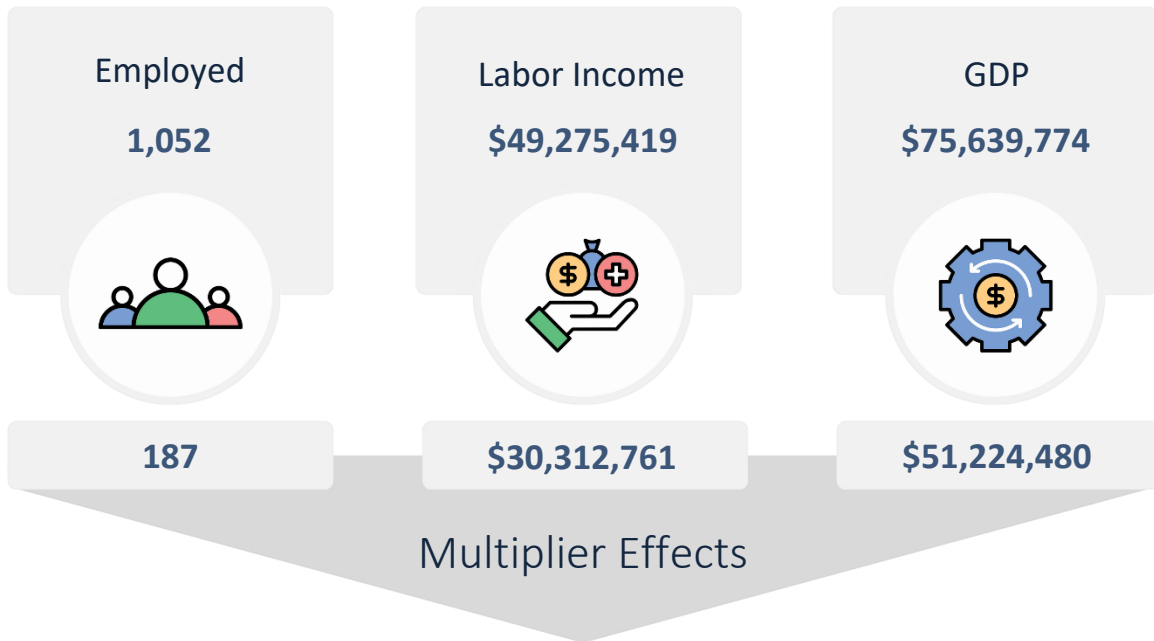 Employed
1,052
Labor Income
$49,275,419
GDP
$75,639,774
$
$
187
$30,312,761
$51,224,480
Multiplier Effects